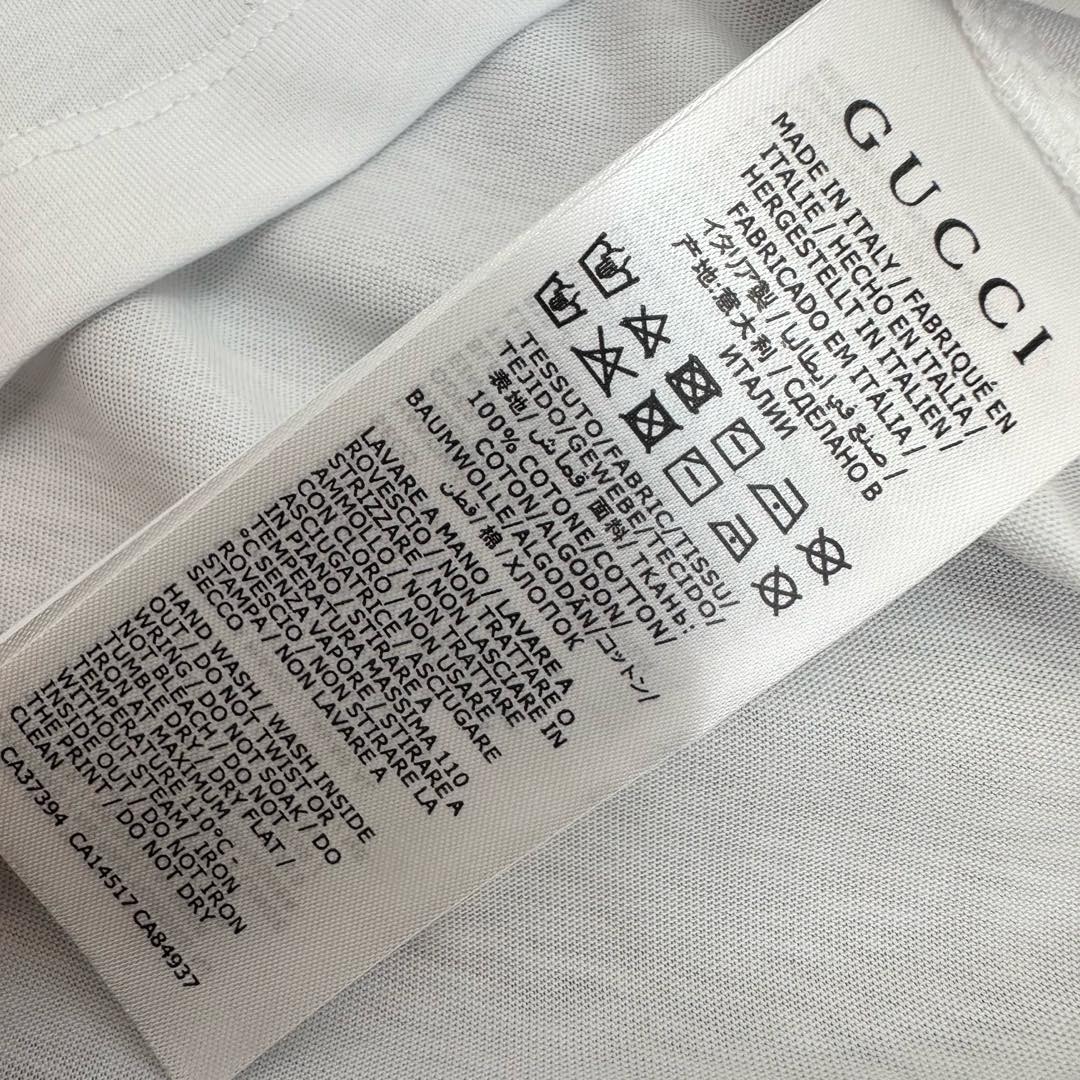 GUCCI
MADE IN ITALY / FABRIQUÉ EN
ITALIE / HECHO EN ITALIA /
HERGESTELLT IN ITALIEN /
FABRICADO EM ITÁLIA /
イタリア製 / صنع في إيطاليا /
产地:意大利 / СДЕЛАНО В
ИТАЛИИ
TESSUTO/FABRIC/TISSU/
TEJIDO/GEWEBE/TECIDO/
表地/ قماش /面料/ ТКАНЬ:
100% COTONE/COTTON/
COTON/ALGODON/
BAUMWOLLE/ALGODÁN/コットン/
قطن/ 棉 / ХЛОПОК
LAVARE A MANO / LAVARE A
ROVESCIO / NON TRATTARE O
STRIZZARE / NON LASCIARE IN
AMMOLLO / NON TRATTARE
CON CLORO / NON USARE
ASCIUGATRICE / ASCIUGARE
IN PIANO / STIRARE A
TEMPERATURA MASSIMA 110
°C SENZA VAPORE / STIRARE A
ROVESCIO / NON STIRARE LA
STAMPA / NON LAVARE A
SECCO
HAND WASH / WASH INSIDE
OUT / DO NOT TWIST OR
WRING / DO NOT SOAK / DO
NOT BLEACH / DO NOT
TUMBLE DRY / DRY FLAT /
IRON AT MAXIMUM
TEMPERATURE 110°C -
WITHOUT STEAM / IRON
INSIDE OUT / DO NOT IRON
THE PRINT / DO NOT DRY
CLEAN
CA37394 CA14517 CA84937